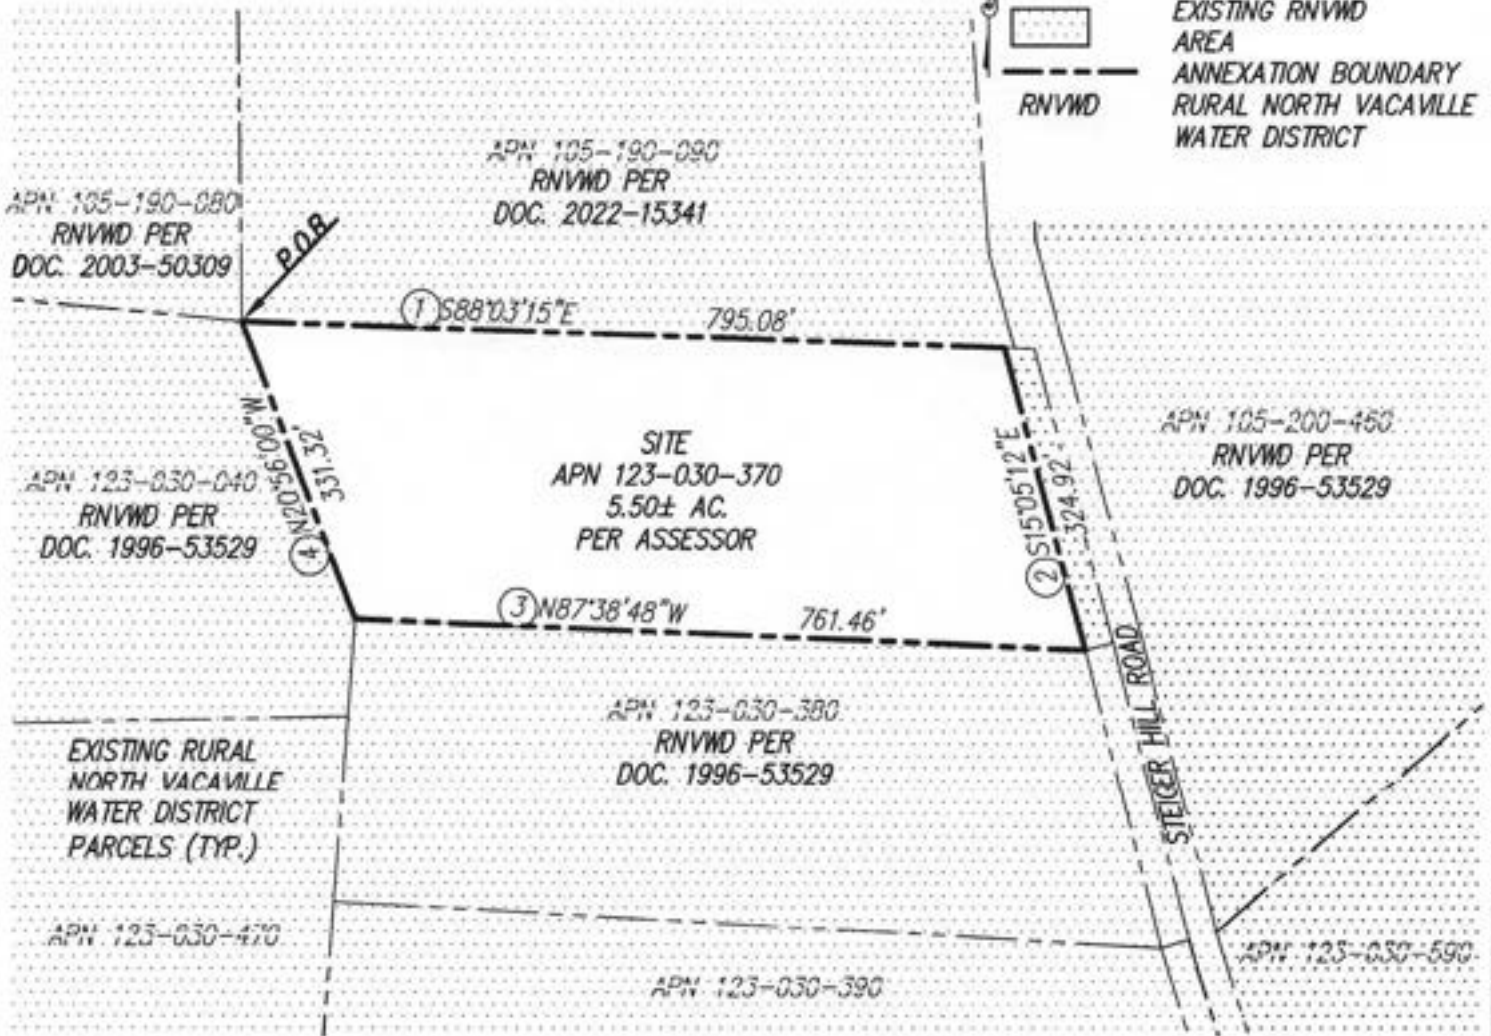 EXISTING RNVWD
AREA
ANNEXATION BOUNDARY
RNVWD RURAL NORTH VACAVILLE
WATER DISTRICT
APN 105-190-090
RNVWD PER
DOC. 2022-15341
APN 105-190-080
RNVWD PER
DOC. 2003-50309
P.O.B.
1 S88°03'15"E 795.08'
4 N20°56'00"W
331.32'
SITE
APN 123-030-370
5.50± AC.
PER ASSESSOR
2 S15°05'12"E
324.92'
APN 105-200-460
RNVWD PER
DOC. 1996-53529
APN 123-030-040
RNVWD PER
DOC. 1996-53529
3 N87°38'48"W 761.46'
STEIGER HILL ROAD
APN 123-030-380
RNVWD PER
DOC. 1996-53529
EXISTING RURAL
NORTH VACAVILLE
WATER DISTRICT
PARCELS (TYP.)
APN 123-030-470
APN 123-030-390
APN 123-030-590